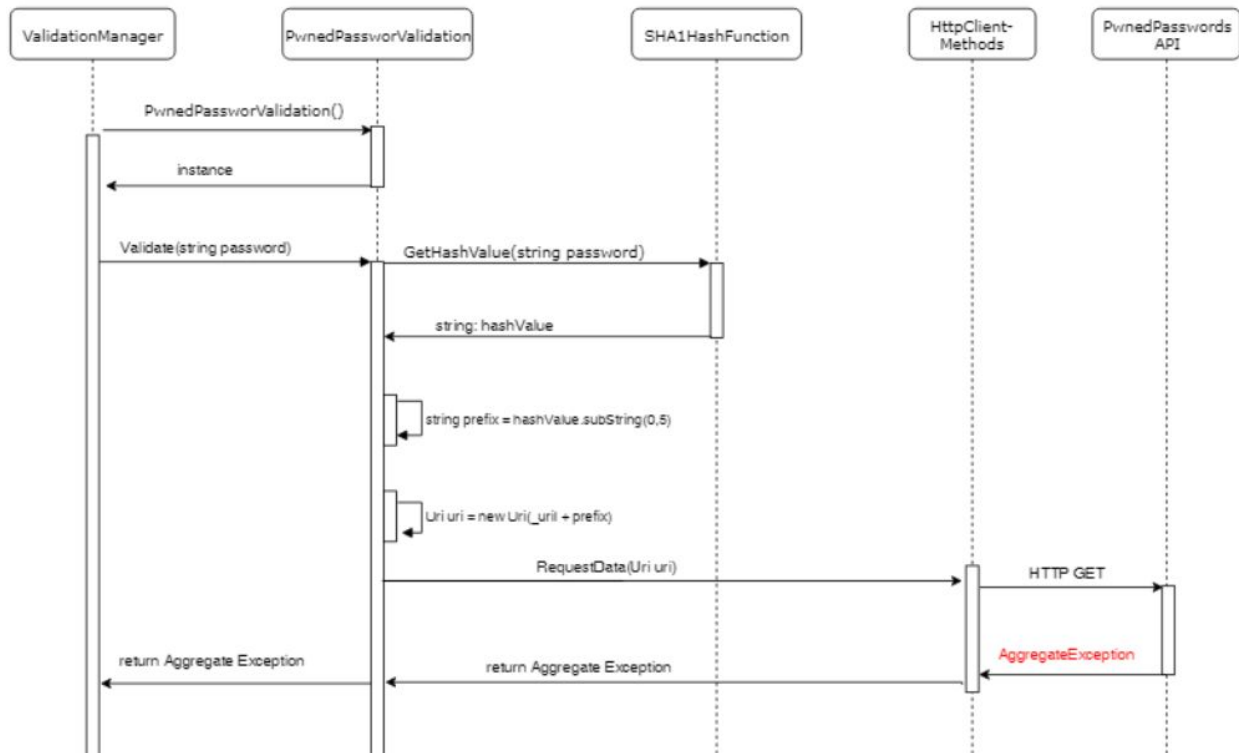 ValidationManager
PwnedPassworValidation
SHA1HashFunction
HttpClient-
Methods
PwnedPasswords
API
PwnedPassworValidation()
instance
Validate(string password)
GetHashValue(string password)
string: hashValue
string prefix = hashValue.subString(0,5)
Uri uri = new Uri(_uril + prefix)
RequestData(Uri uri)
HTTP GET
return Aggregate Exception
return Aggregate Exception
AggregateException